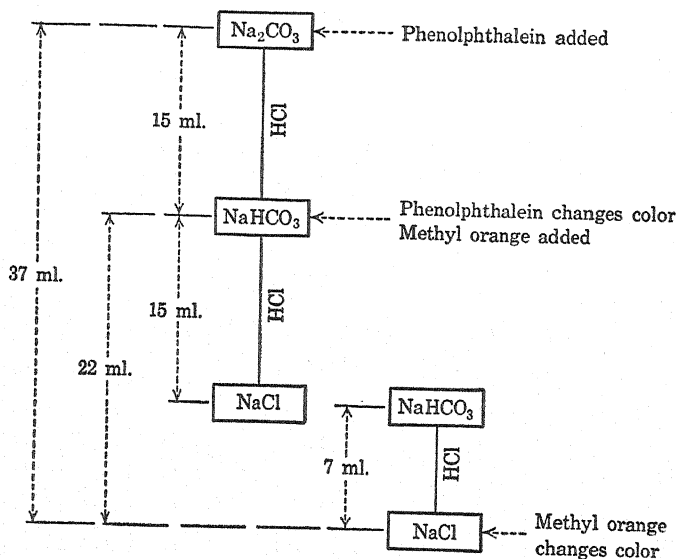 Na₂CO₃
Phenolphthalein added
15 ml.
HCl
NaHCO₃
Phenolphthalein changes color
Methyl orange added
37 ml.
15 ml.
HCl
22 ml.
NaCl
NaHCO₃
7 ml.
HCl
NaCl
Methyl orange
changes color